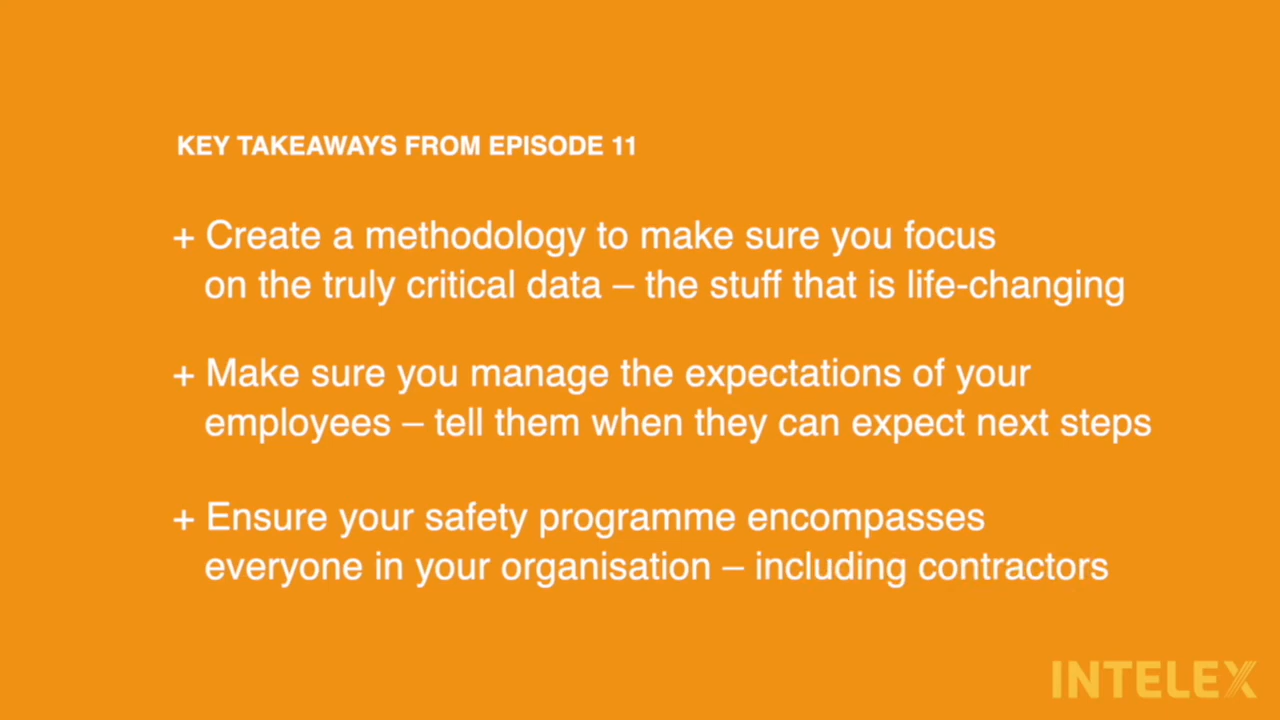 KEY TAKEAWAYS FROM EPISODE 11
+ Create a methodology to make sure you focus
on the truly critical data – the stuff that is life-changing
+ Make sure you manage the expectations of your
employees – tell them when they can expect next steps
+ Ensure your safety programme encompasses
everyone in your organisation – including contractors
INTELEX